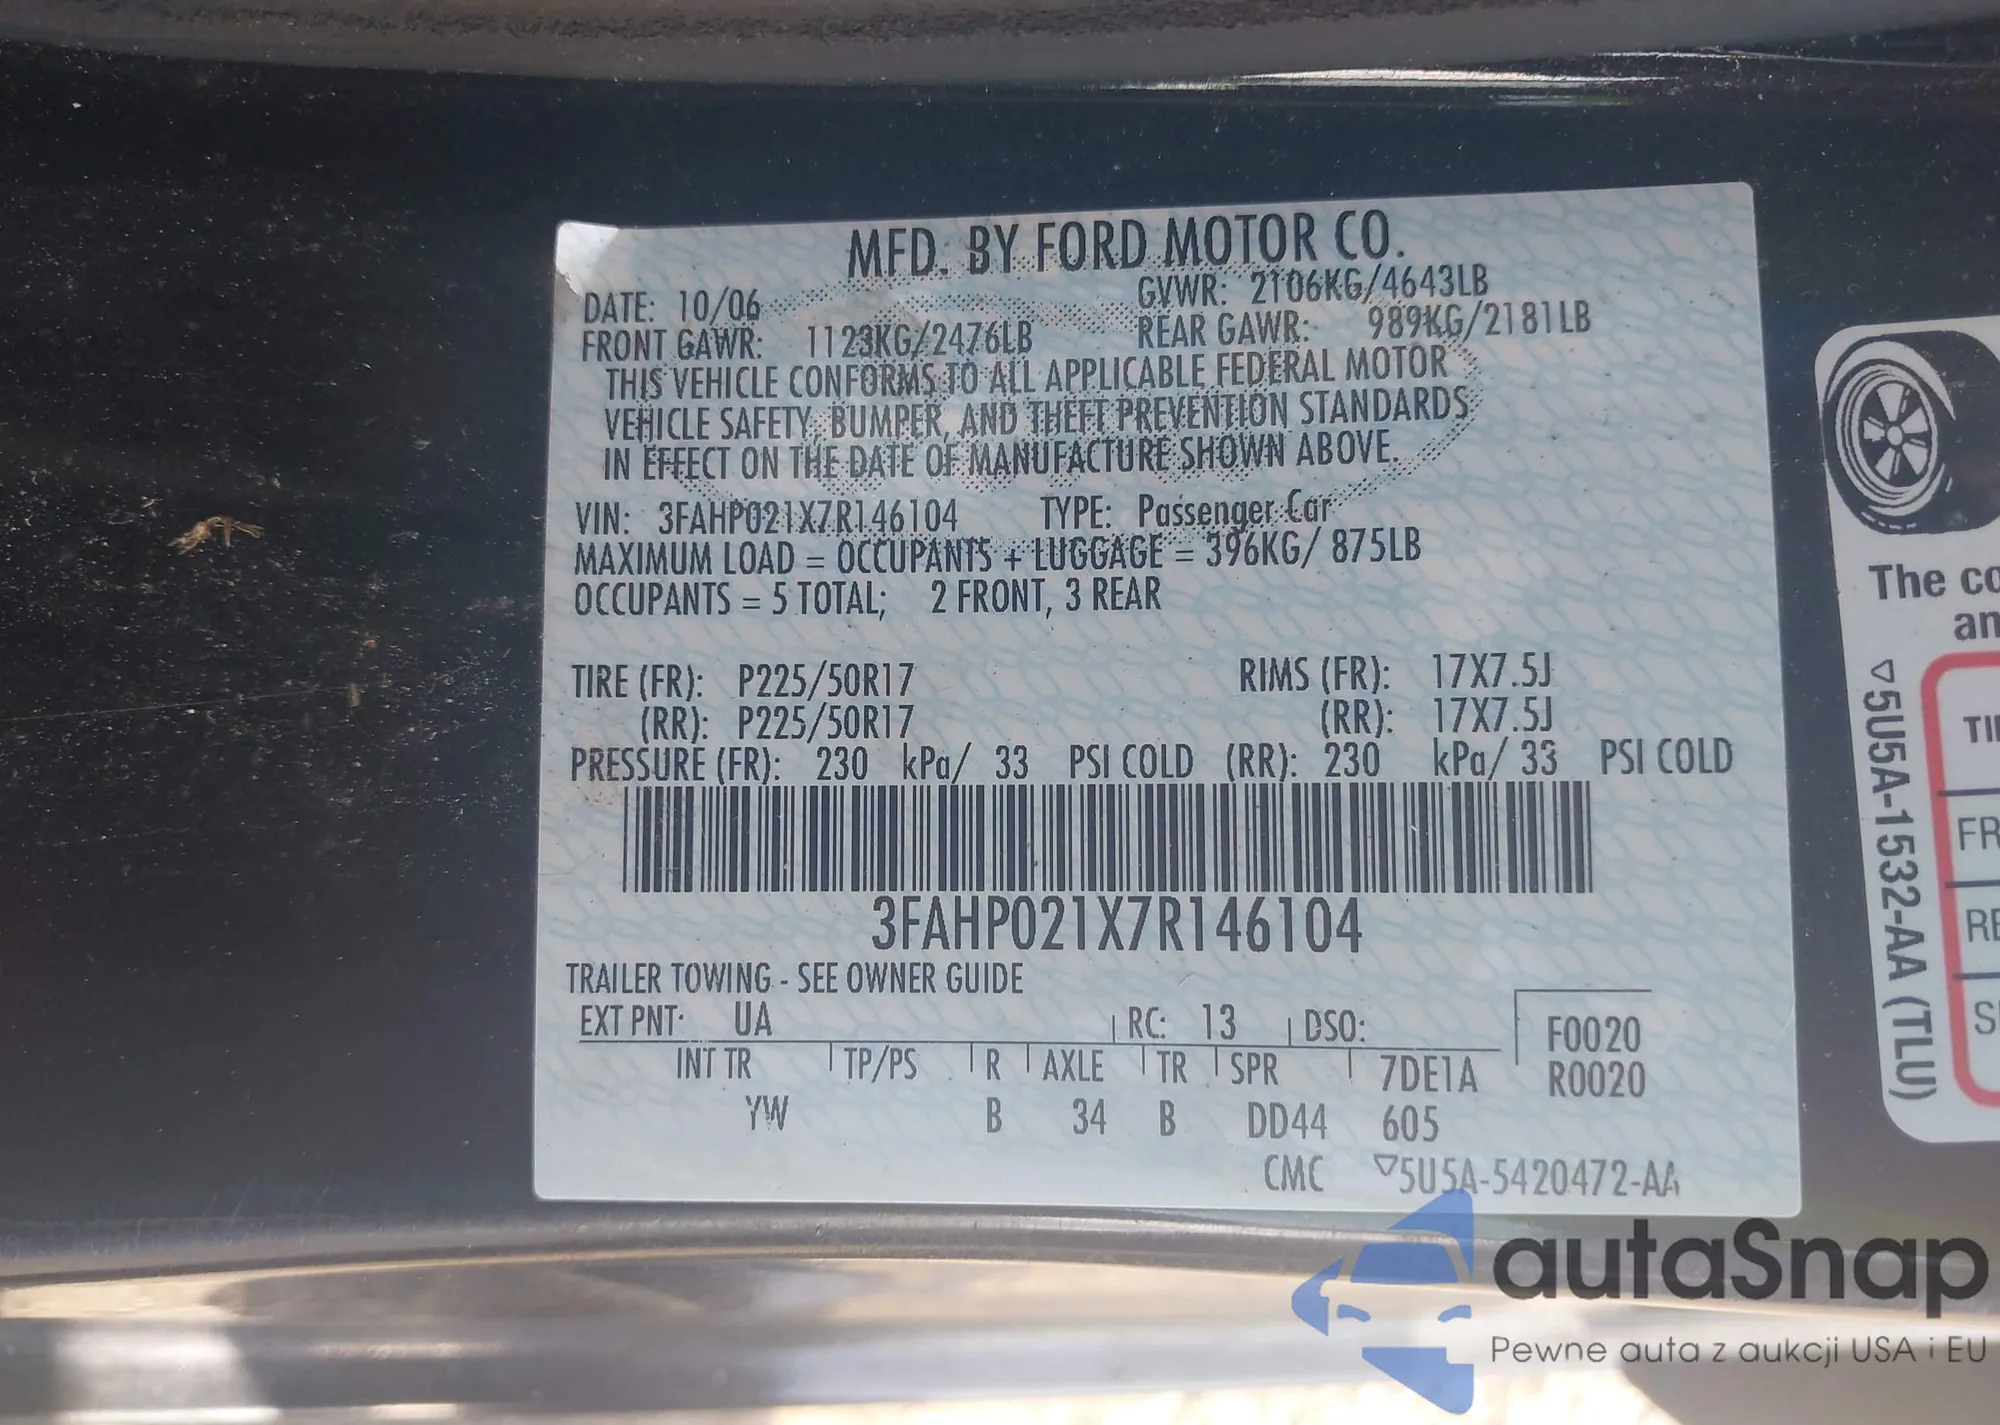 MFD. BY FORD MOTOR CO.
DATE: 10/06 GVWR: 2106KG/4643LB
FRONT GAWR: 1123KG/2476LB REAR GAWR: 989KG/2181LB
THIS VEHICLE CONFORMS TO ALL APPLICABLE FEDERAL MOTOR
VEHICLE SAFETY, BUMPER, AND THEFT PREVENTION STANDARDS
IN EFFECT ON THE DATE OF MANUFACTURE SHOWN ABOVE.
VIN: 3FAHP021X7R146104 TYPE: Passenger Car
MAXIMUM LOAD = OCCUPANTS + LUGGAGE = 396KG/ 875LB
OCCUPANTS = 5 TOTAL; 2 FRONT, 3 REAR
TIRE (FR): P225/50R17 RIMS (FR): 17X7.5J
(RR): P225/50R17 (RR): 17X7.5J
PRESSURE (FR): 230 kPa/ 33 PSI COLD (RR): 230 kPa/ 33 PSI COLD
3FAHP021X7R146104
TRAILER TOWING - SEE OWNER GUIDE
EXT PNT: UA RC: 13 DSO: F0020
INT TR TP/PS R AXLE TR SPR 7DE1A R0020
YW B 34 B DD44 605
CMC ▽5U5A-5420472-AA
The co
an
▽5U5A-1532-AA (TLU)
TI
FR
RE
S
autaSnap
Pewne auta z aukcji USA i EU